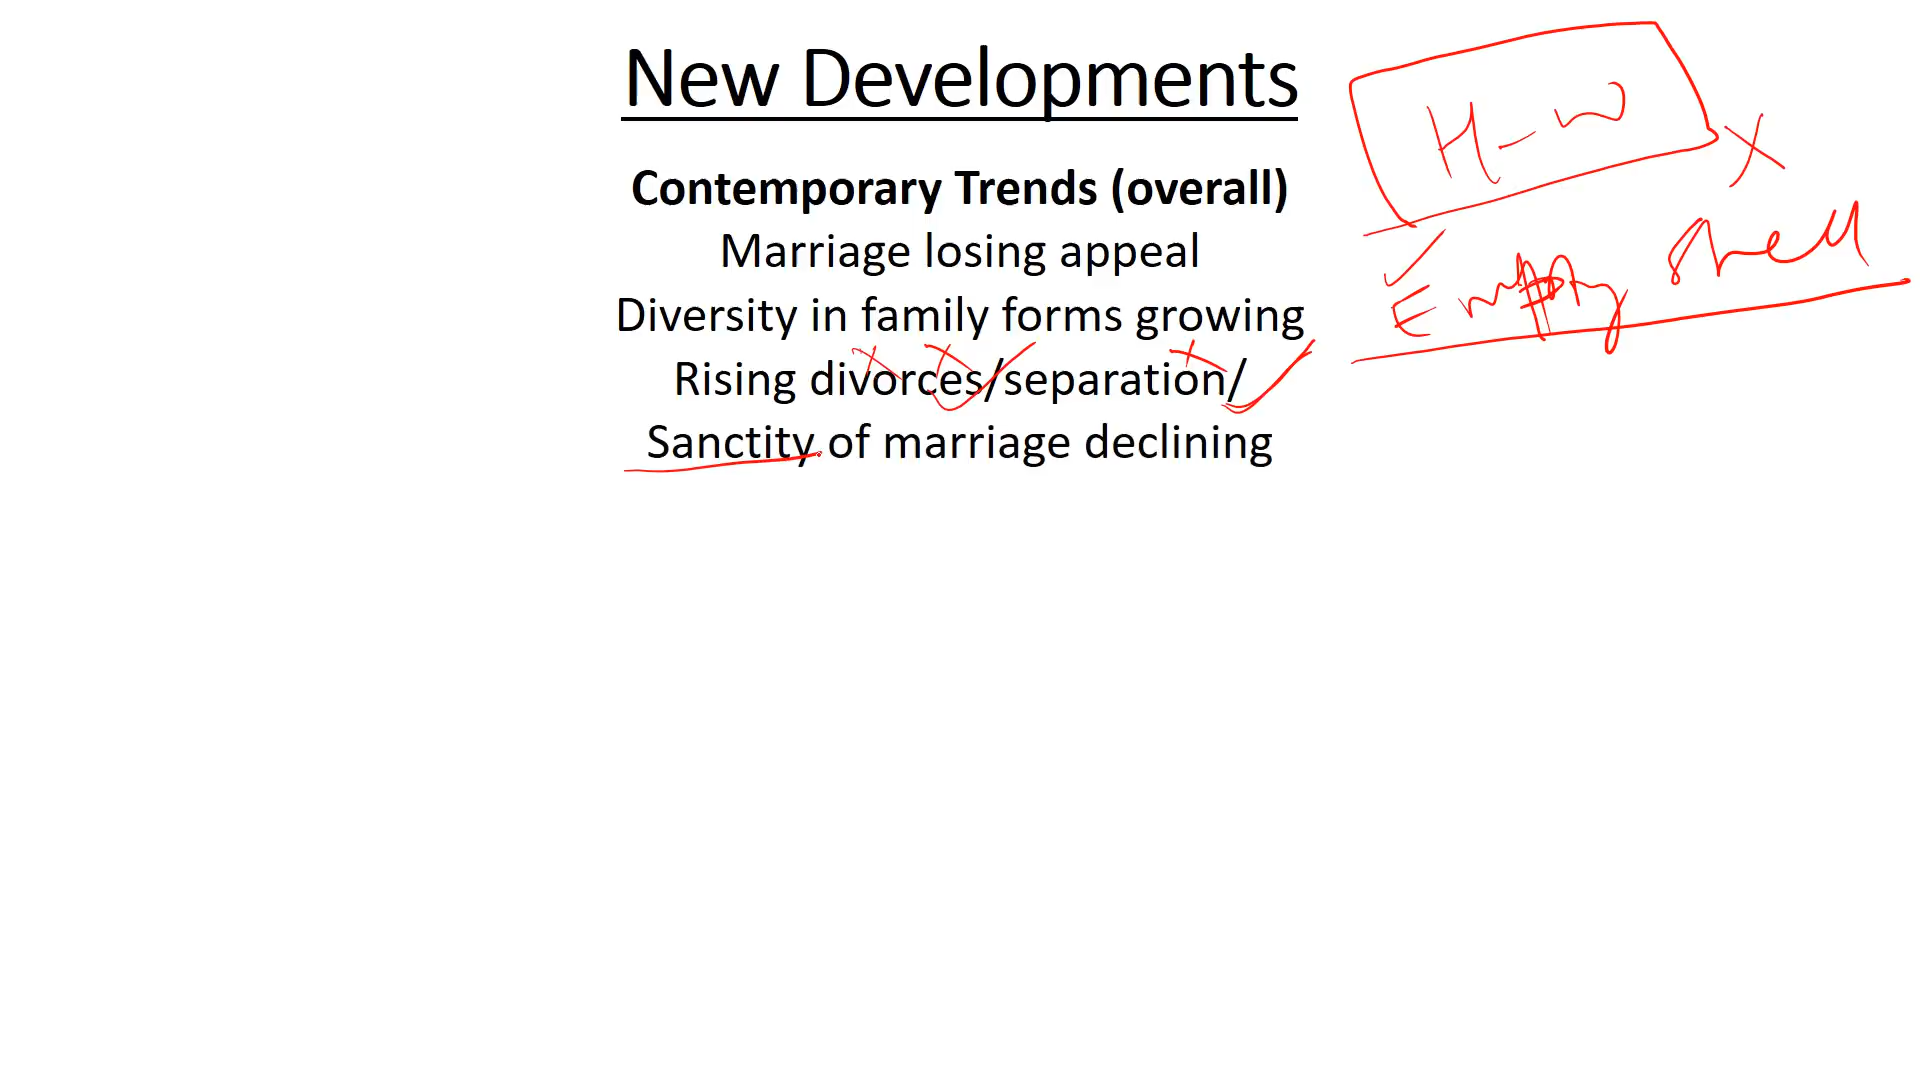 New Developments
Contemporary Trends (overall)
Marriage losing appeal
Diversity in family forms growing
Rising divorces/separation/
Sanctity of marriage declining
H-W
X
Empty shell